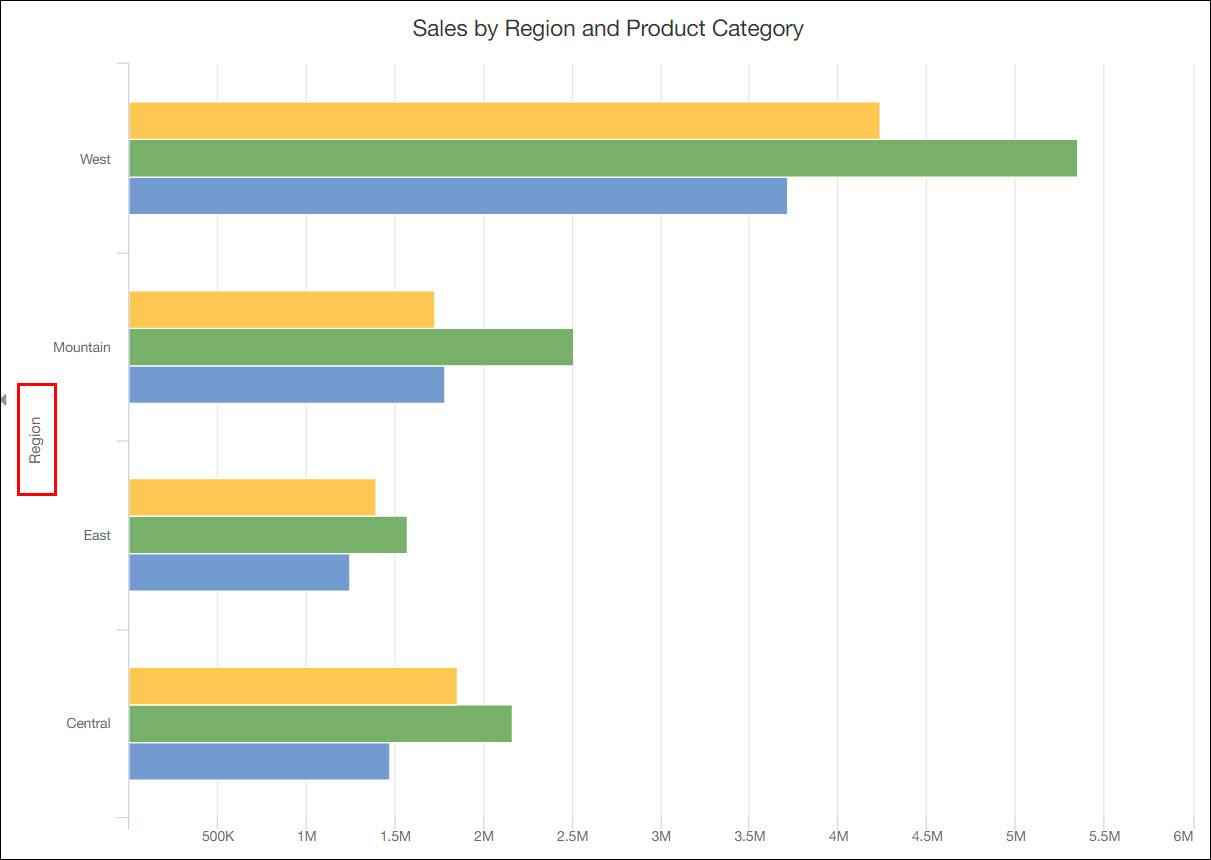 Sales by Region and Product Category
West
Mountain
Region
East
Central
500K 1M 1.5M 2M 2.5M 3M 3.5M 4M 4.5M 5M 5.5M 6M